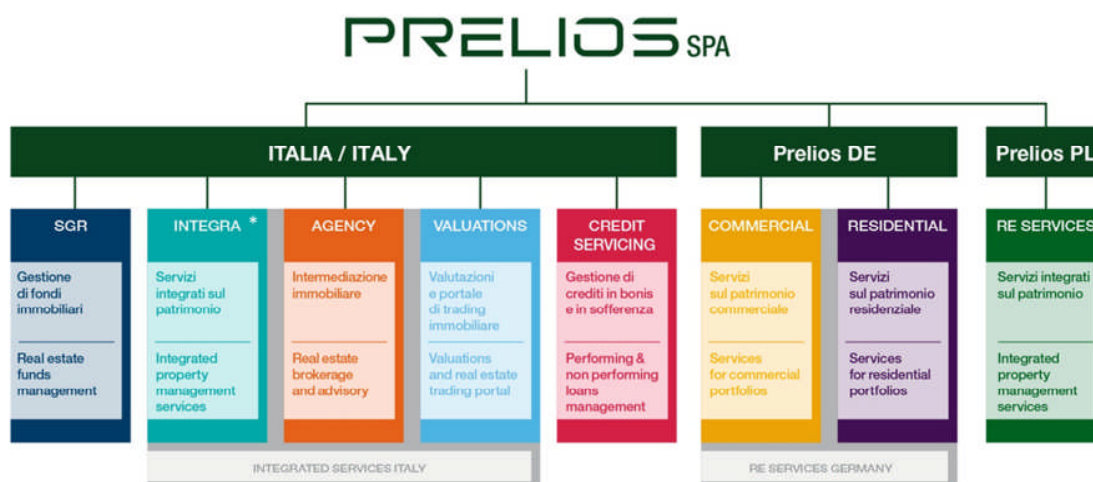 PRELIOS SPA
ITALIA / ITALY
Prelios DE
Prelios PL
SGR
Gestione
di fondi
immobiliari
Real estate
funds
management
INTEGRA *
Servizi
integrati sul
patrimonio
Integrated
property
management
services
AGENCY
Intermediazione
immobiliare
Real estate
brokerage
and advisory
VALUATIONS
Valutazioni
e portale
di trading
immobiliare
Valuations
and real estate
trading portal
CREDIT
SERVICING
Gestione di
crediti in bonis
e in sofferenza
Performing &
non performing
loans
management
COMMERCIAL
Servizi
sul patrimonio
commerciale
Services
for commercial
portfolios
RESIDENTIAL
Servizi
sul patrimonio
residenziale
Services
for residential
portfolios
RE SERVICES
Servizi integrati
sul patrimonio
Integrated
property
management
services
INTEGRATED SERVICES ITALY
RE SERVICES GERMANY